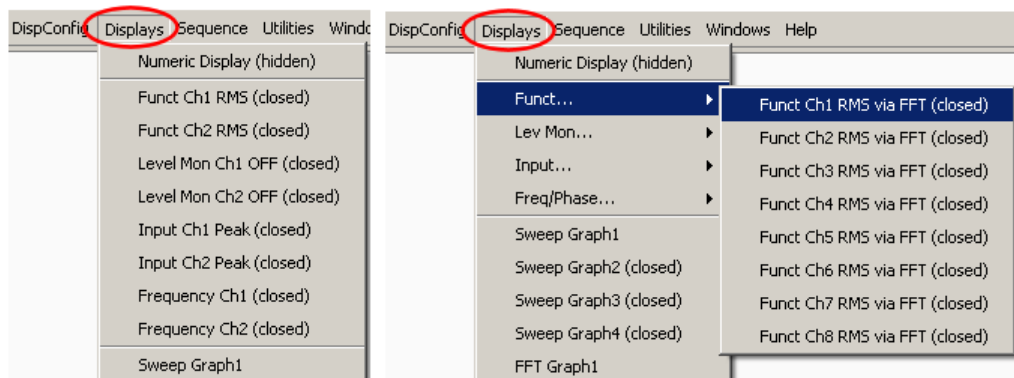 DispConfig Displays Sequence Utilities Windo
Numeric Display (hidden)
Funct Ch1 RMS (closed)
Funct Ch2 RMS (closed)
Level Mon Ch1 OFF (closed)
Level Mon Ch2 OFF (closed)
Input Ch1 Peak (closed)
Input Ch2 Peak (closed)
Frequency Ch1 (closed)
Frequency Ch2 (closed)
Sweep Graph1
DispConfig Displays Sequence Utilities Windows Help
Numeric Display (hidden)
Funct...
Lev Mon...
Input...
Freq/Phase...
Sweep Graph1
Sweep Graph2 (closed)
Sweep Graph3 (closed)
Sweep Graph4 (closed)
FFT Graph1
Funct Ch1 RMS via FFT (closed)
Funct Ch2 RMS via FFT (closed)
Funct Ch3 RMS via FFT (closed)
Funct Ch4 RMS via FFT (closed)
Funct Ch5 RMS via FFT (closed)
Funct Ch6 RMS via FFT (closed)
Funct Ch7 RMS via FFT (closed)
Funct Ch8 RMS via FFT (closed)